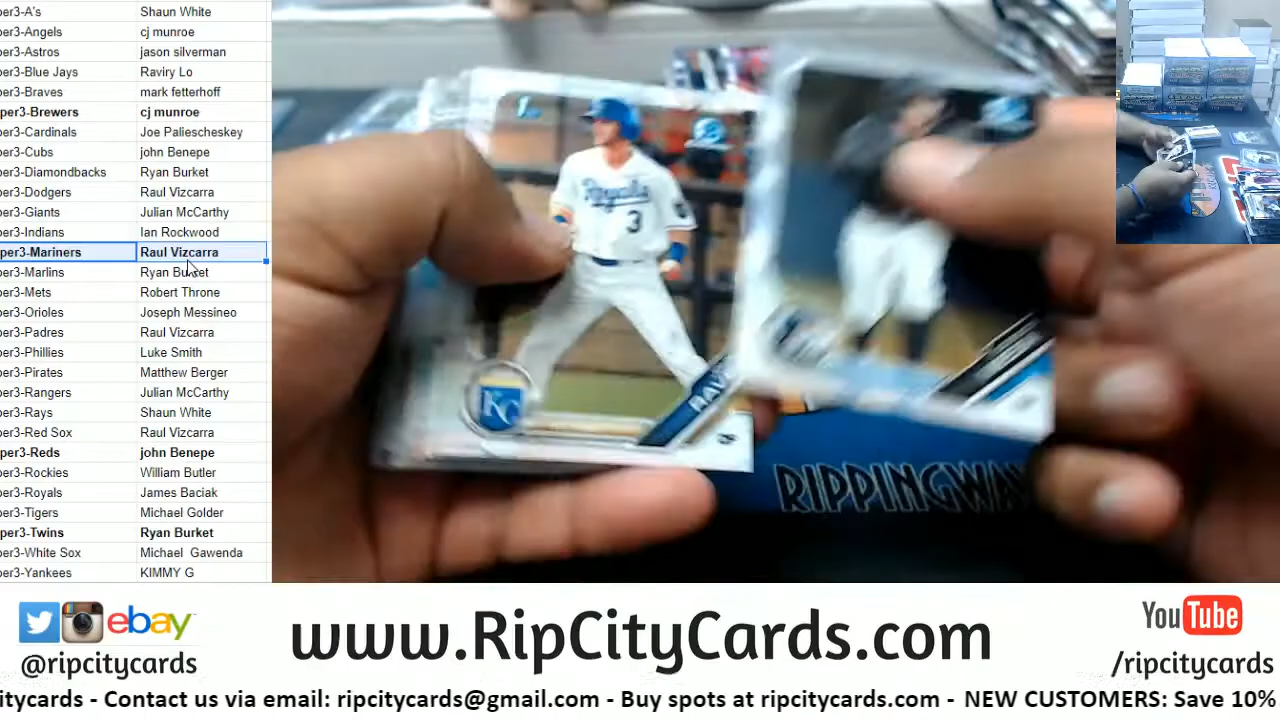 per3-A's Shaun White
per3-Angels cj munroe
per3-Astros jason silverman
per3-Blue Jays Raviry Lo
per3-Braves mark fetterhoff
per3-Brewers cj munroe
per3-Cardinals Joe Paliescheskey
per3-Cubs john Benepe
per3-Diamondbacks Ryan Burket
per3-Dodgers Raul Vizcarra
per3-Giants Julian McCarthy
per3-Indians Ian Rockwood
per3-Mariners Raul Vizcarra
per3-Marlins Ryan Burket
per3-Mets Robert Throne
per3-Orioles Joseph Messineo
per3-Padres Raul Vizcarra
per3-Phillies Luke Smith
per3-Pirates Matthew Berger
per3-Rangers Julian McCarthy
per3-Rays Shaun White
per3-Red Sox Raul Vizcarra
per3-Reds john Benepe
per3-Rockies William Butler
per3-Royals James Baciak
per3-Tigers Michael Golder
per3-Twins Ryan Burket
per3-White Sox Michael Gawenda
per3-Yankees KIMMY G
Royals
3
KC
RIPPINGWA
ebay
@ripcitycards
www.RipCityCards.com
YouTube
/ripcitycards
citycards - Contact us via email: ripcitycards@gmail.com - Buy spots at ripcitycards.com - NEW CUSTOMERS: Save 10%